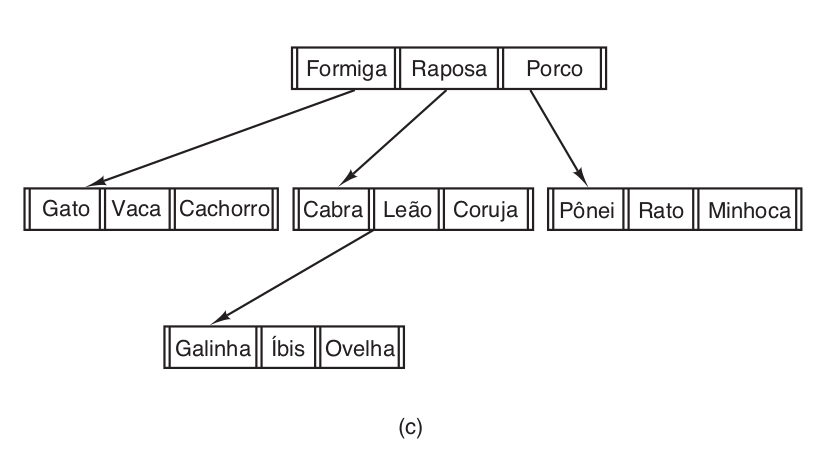 Formiga Raposa Porco
Gato Vaca Cachorro Cabra Leão Coruja Pônei Rato Minhoca
Galinha Íbis Ovelha
(c)